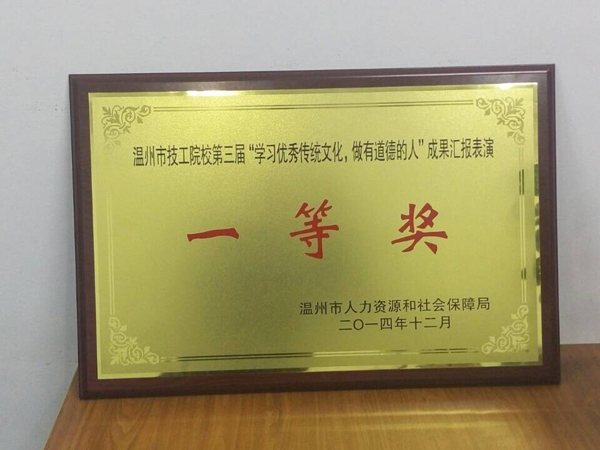 温州市技工院校第三届“学习优秀传统文化，做有道德的人”成果汇报表演
一等奖
温州市人力资源和社会保障局
二〇一四年十二月